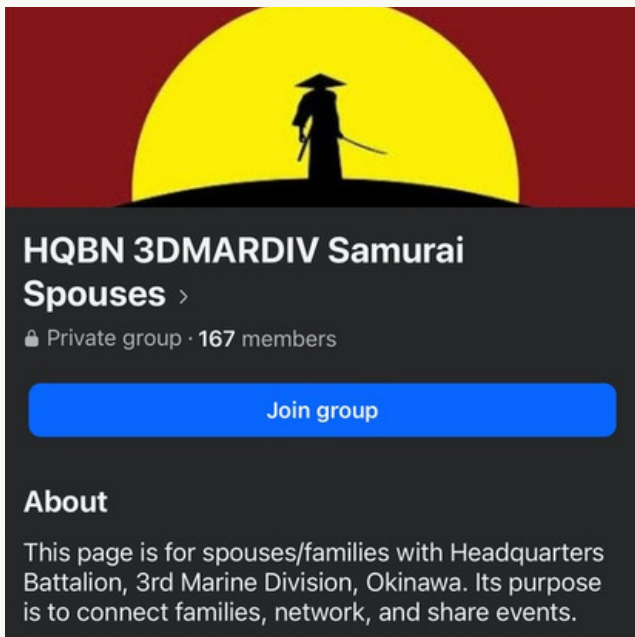 HQBN 3DMARDIV Samurai
Spouses >
Private group · 167 members
Join group
About
This page is for spouses/families with Headquarters
Battalion, 3rd Marine Division, Okinawa. Its purpose
is to connect families, network, and share events.